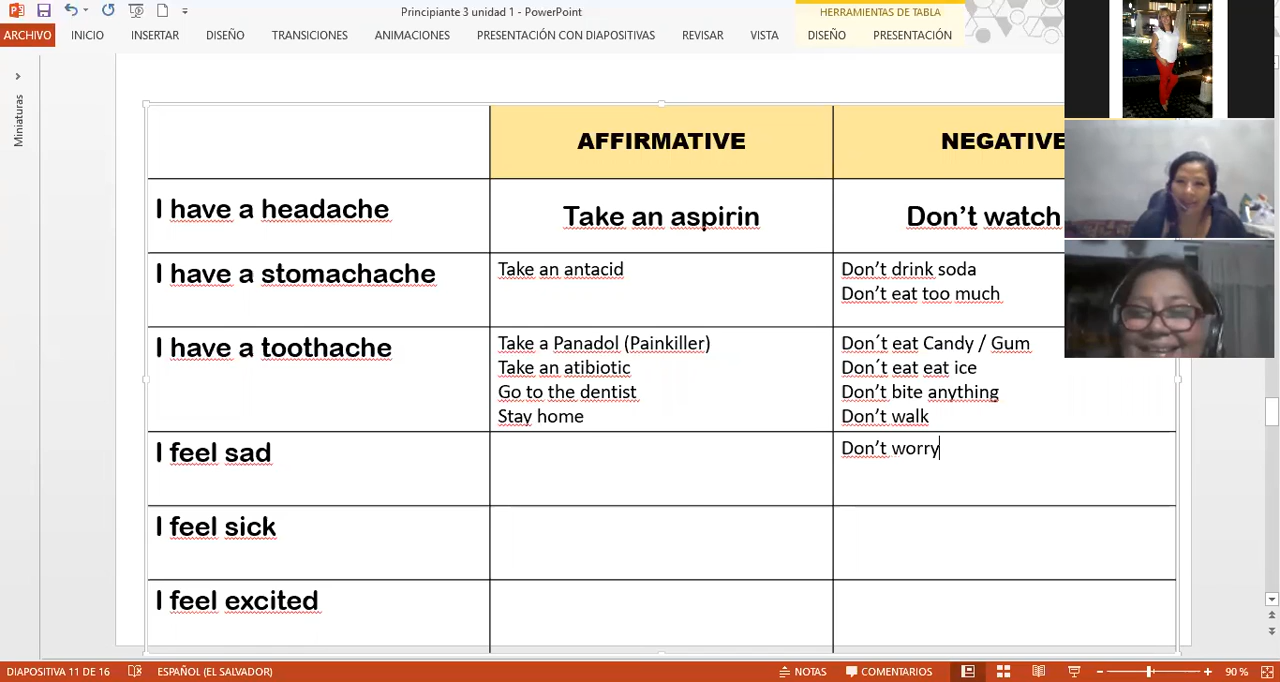 Principiante 3 unidad 1 - PowerPoint
HERRAMIENTAS DE TABLA
ARCHIVO INICIO INSERTAR DISEÑO TRANSICIONES ANIMACIONES PRESENTACIÓN CON DIAPOSITIVAS REVISAR VISTA DISEÑO PRESENTACIÓN
Miniaturas
AFFIRMATIVE NEGATIVE
I have a headache Take an aspirin Don't watch
I have a stomachache Take an antacid Don't drink soda
Don't eat too much
I have a toothache Take a Panadol (Painkiller) Don´t eat Candy / Gum
Take an atibiotic Don´t eat eat ice
Go to the dentist Don't bite anything
Stay home Don't walk
I feel sad Don't worry
I feel sick
I feel excited
DIAPOSITIVA 11 DE 16 ESPAÑOL (EL SALVADOR) NOTAS COMENTARIOS 90 %